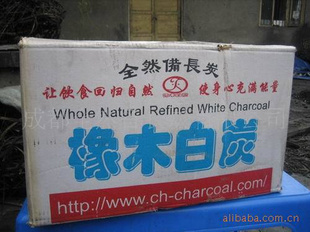 全然備長炭
让飲食回归自然 使身心充满能量
Whole Natural Refined White Charcoal
橡木白炭
http://www.ch-charcoal.com/
alibaba.com.cn